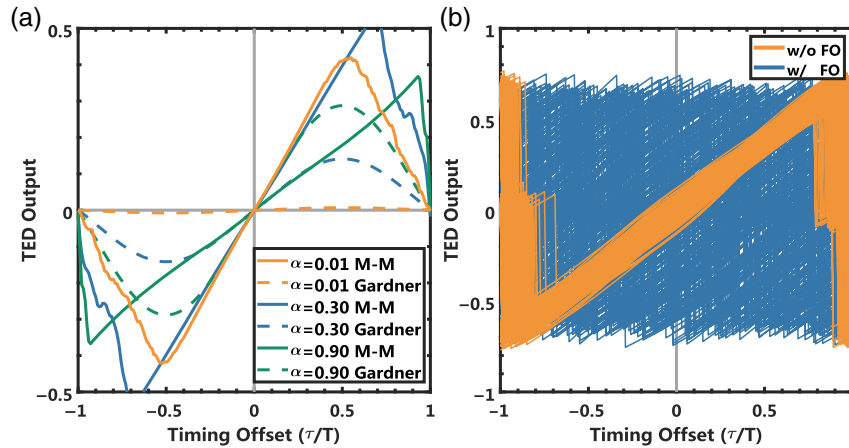 (a)
0.5
0
−0.5
TED Output
−1
−0.5
0
0.5
1
Timing Offset (τ/T)
α=0.01 M-M
α=0.01 Gardner
α=0.30 M-M
α=0.30 Gardner
α=0.90 M-M
α=0.90 Gardner
(b)
1
0.5
0
−0.5
−1
TED Output
−1
−0.5
0
0.5
1
Timing Offset (τ/T)
w/o FO
w/ FO